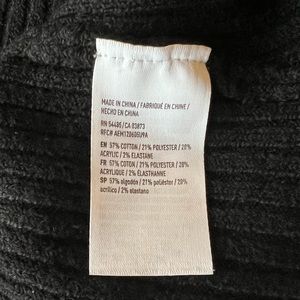 MADE IN CHINA / FABRIQUÉ EN CHINE /
HECHO EN CHINA
RN 54485 / CA 03873
RFC# AEM120605U9A
EN 57% COTTON / 21% POLYESTER / 20%
ACRYLIC / 2% ELASTANE
FR 57% COTON / 21% POLYESTER / 20%
ACRYLIQUE / 2% ÉLASTHANNE
SP 57% algodón / 21% poliéster / 20%
acrílico / 2% elastano